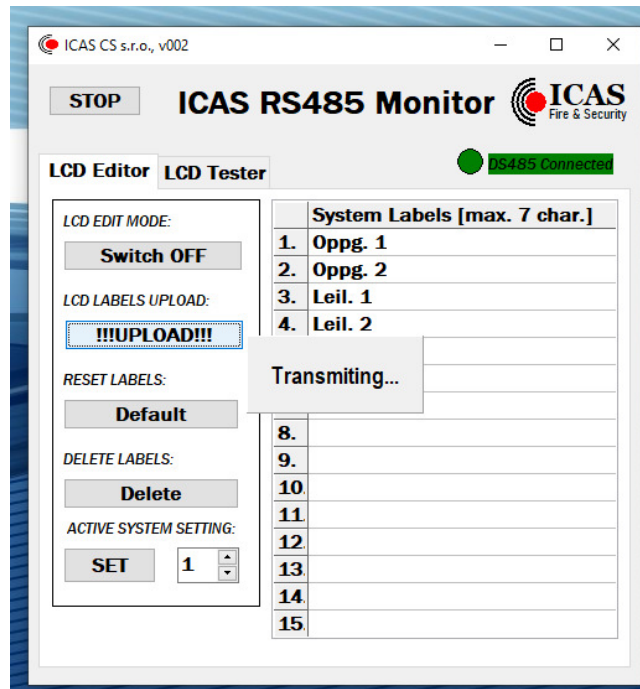 ICAS CS s.r.o., v002
STOP
ICAS RS485 Monitor
ICAS
Fire & Security
LCD Editor
LCD Tester
DS485 Connected
LCD EDIT MODE:
Switch OFF
LCD LABELS UPLOAD:
!!!UPLOAD!!!
RESET LABELS:
Default
DELETE LABELS:
Delete
ACTIVE SYSTEM SETTING:
SET
1
System Labels [max. 7 char.]
1. Oppg. 1
2. Oppg. 2
3. Leil. 1
4. Leil. 2
Transmiting...
8.
9.
10.
11.
12.
13.
14.
15.